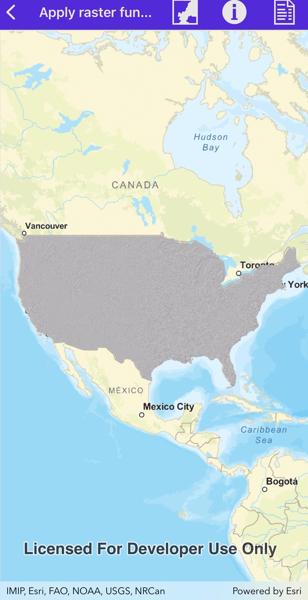 Apply raster fun...
Hudson
Bay
CANADA
Vancouver
Toronto
York
MÉXICO
Mexico City
Caribbean
Sea
Bogotá
Licensed For Developer Use Only
IMIP, Esri, FAO, NOAA, USGS, NRCan
Powered by Esri